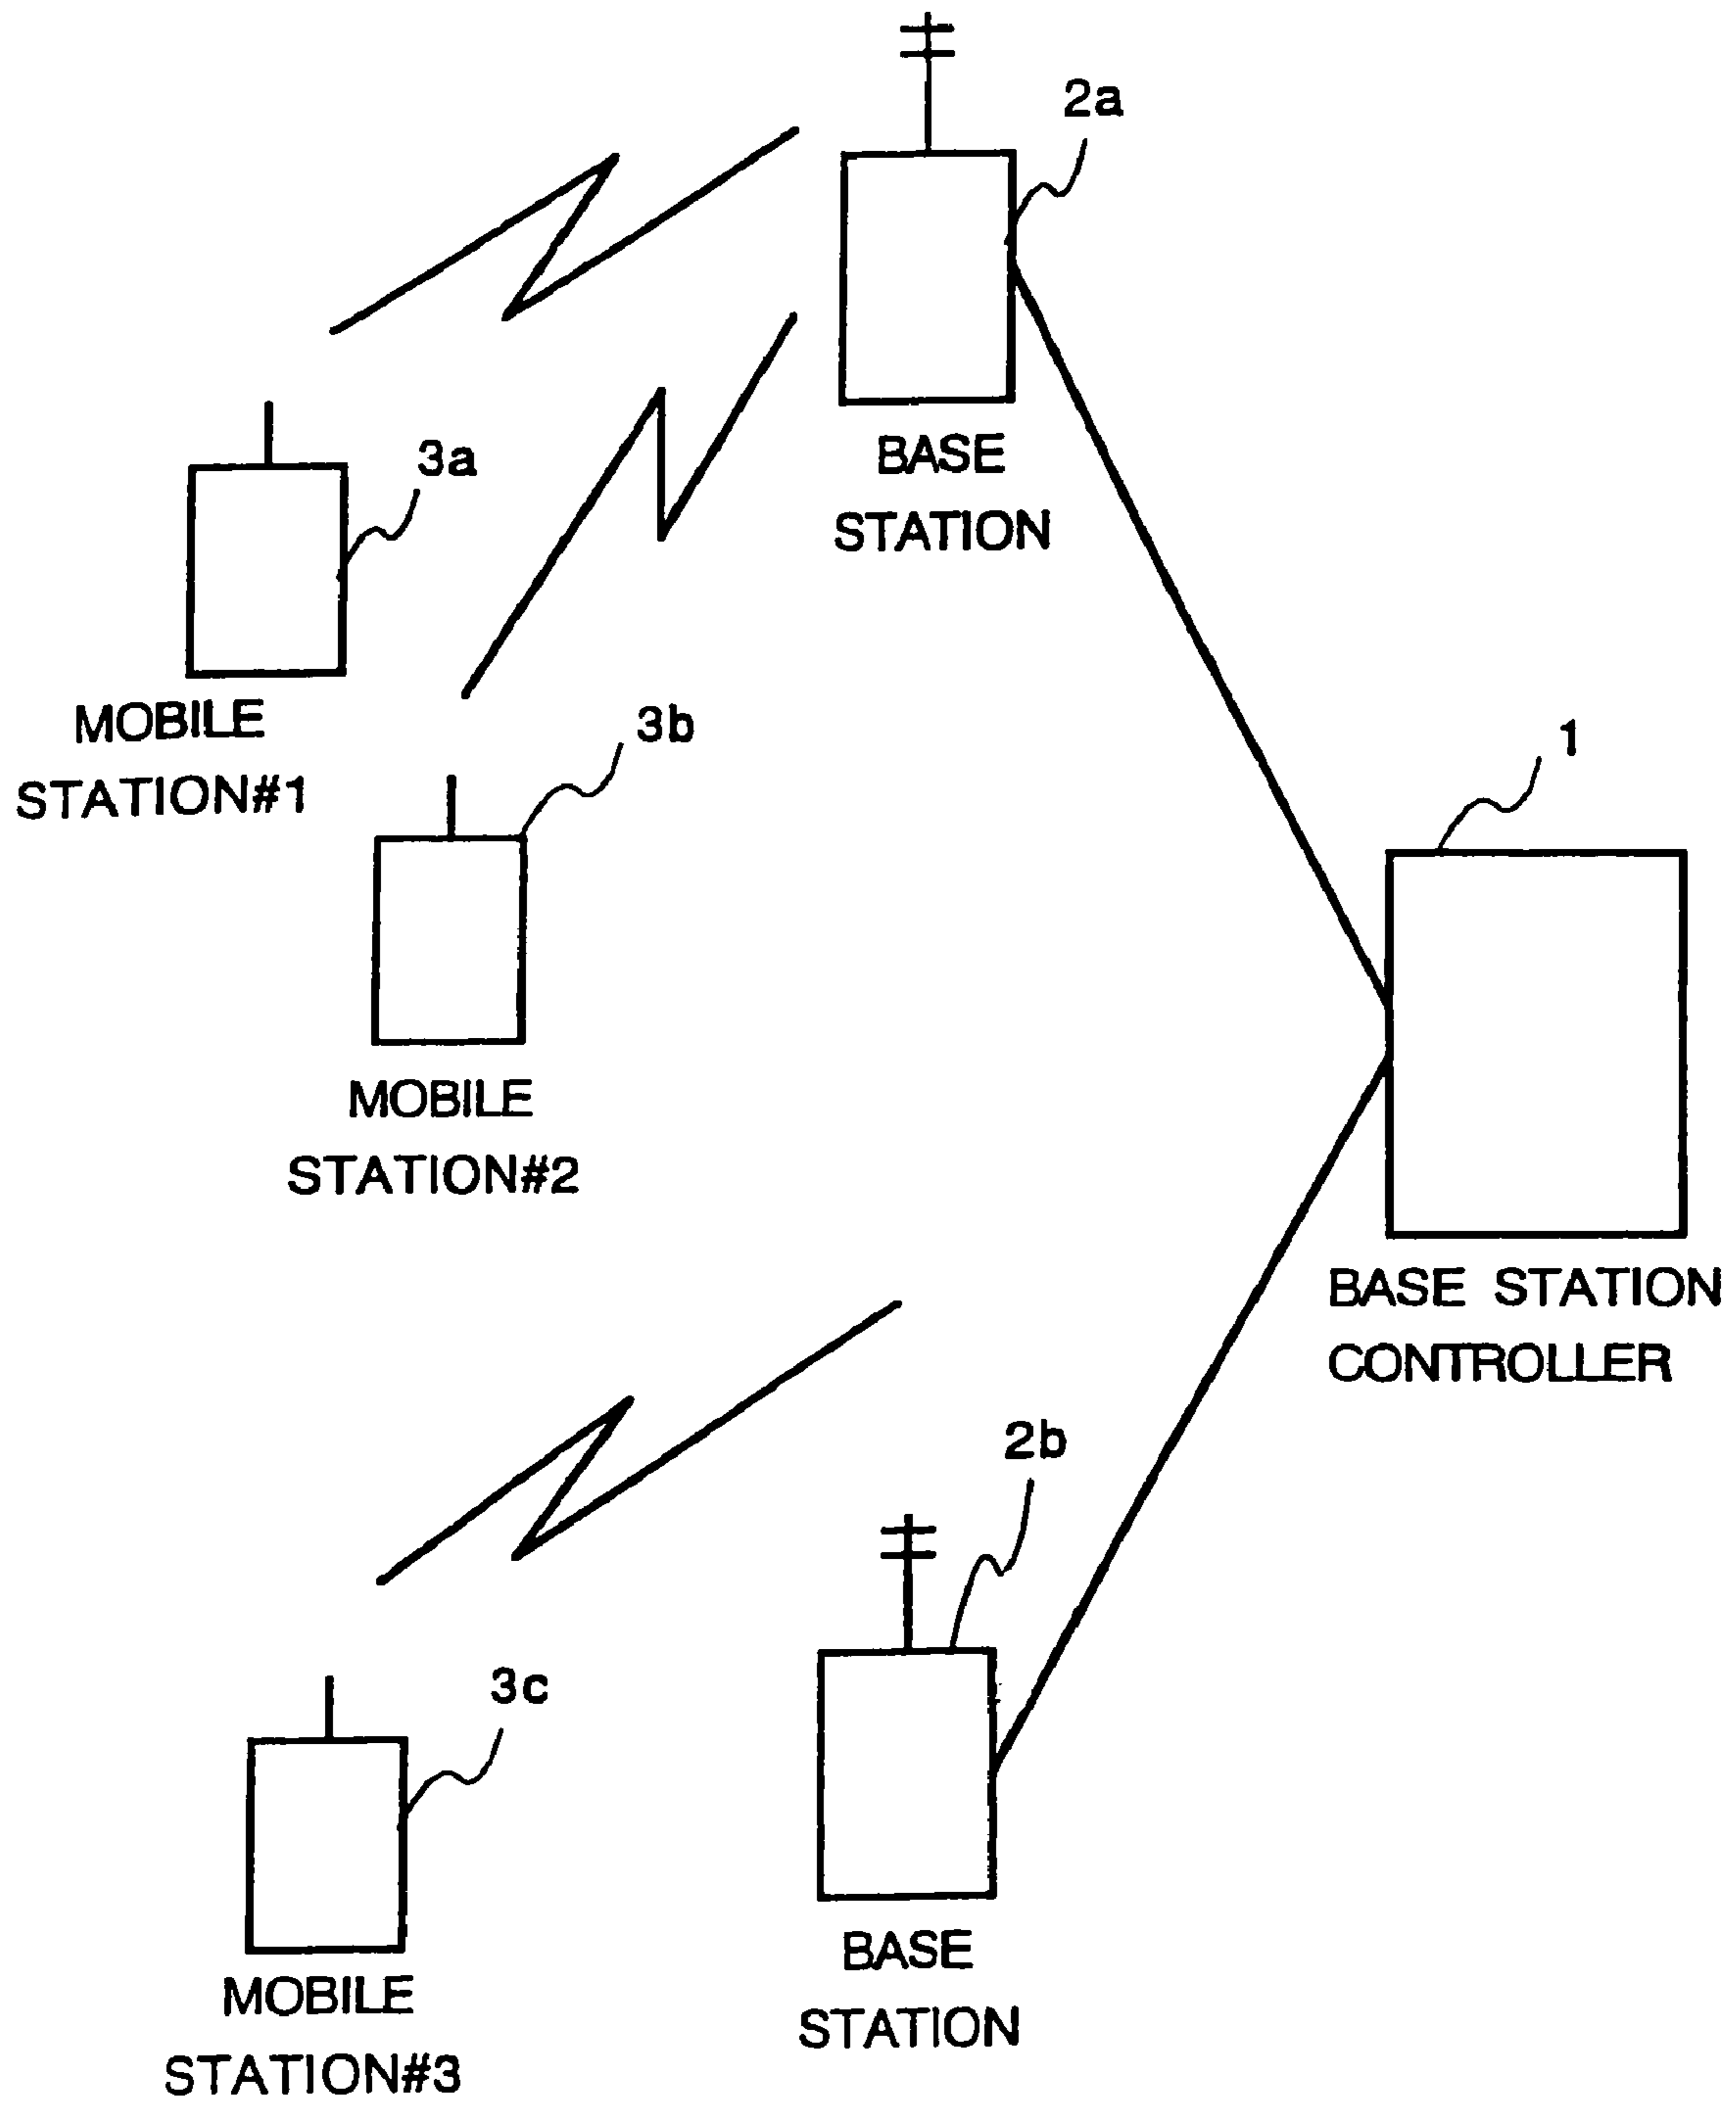 2a
BASE
STATION
3a
MOBILE
STATION#1
3b
MOBILE
STATION#2
1
BASE STATION
CONTROLLER
2b
BASE
STATION
3c
MOBILE
STATION#3